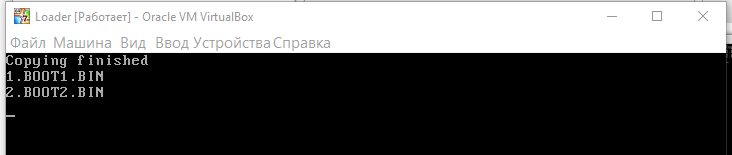 Loader [Работает] - Oracle VM VirtualBox
Файл Машина Вид Ввод Устройства Справка
Copying finished
1.BOOT1.BIN
2.BOOT2.BIN